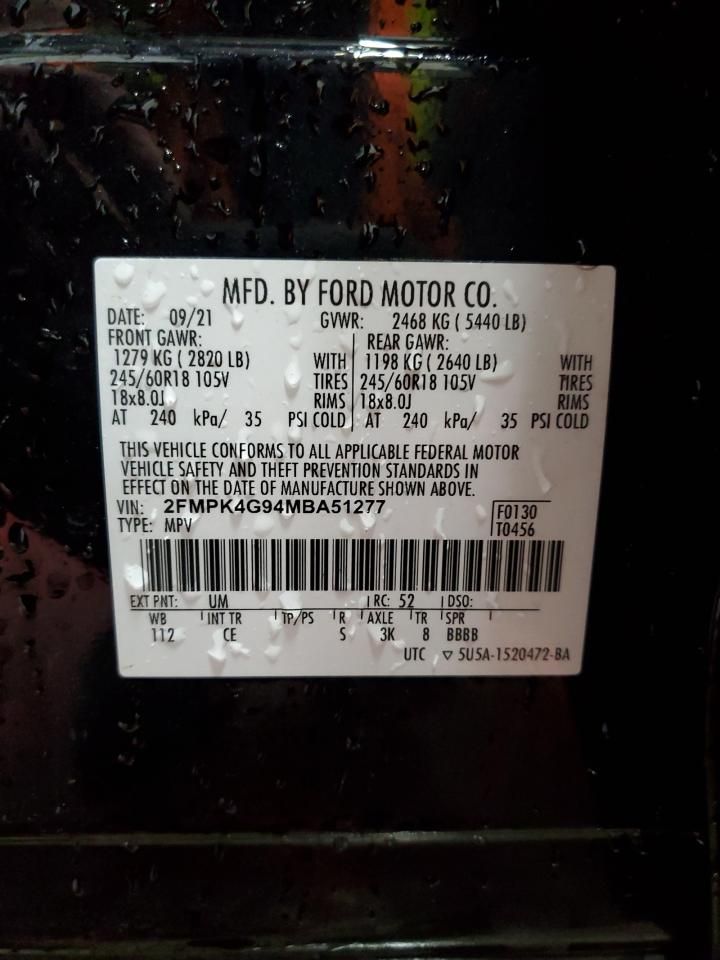 MFD. BY FORD MOTOR CO.
DATE: 09/21 GVWR: 2468 KG ( 5440 LB)
FRONT GAWR: REAR GAWR:
1279 KG ( 2820 LB) WITH 1198 KG ( 2640 LB) WITH
245/60R18 105V TIRES 245/60R18 105V TIRES
18x8.0J RIMS 18x8.0J RIMS
AT 240 kPa/ 35 PSI COLD AT 240 kPa/ 35 PSI COLD
THIS VEHICLE CONFORMS TO ALL APPLICABLE FEDERAL MOTOR
VEHICLE SAFETY AND THEFT PREVENTION STANDARDS IN
EFFECT ON THE DATE OF MANUFACTURE SHOWN ABOVE.
VIN: 2FMPK4G94MBA51277 F0130
TYPE: MPV T0456
EXT PNT: UM RC: 52 DSO:
WB INT TR TP/PS R AXLE TR SPR
112 CE S 3K 8 BBBB
UTC ▽ 5U5A-1520472-BA